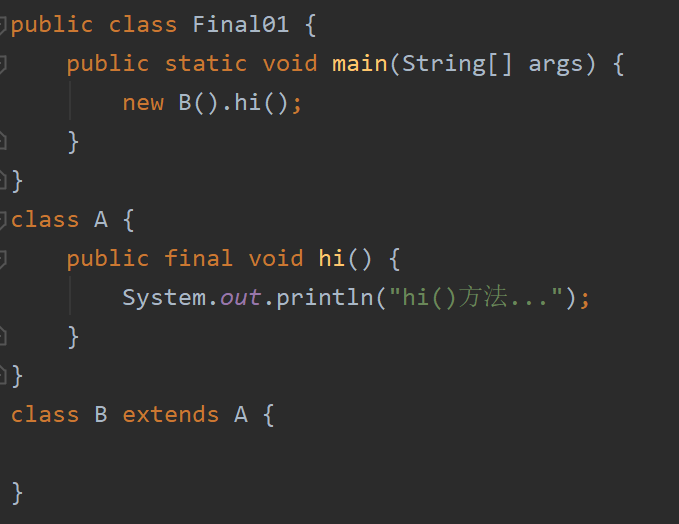 public class Final01 {
    public static void main(String[] args) {
        new B().hi();
    }
}
class A {
    public final void hi() {
        System.out.println("hi()方法...");
    }
}
class B extends A {

}